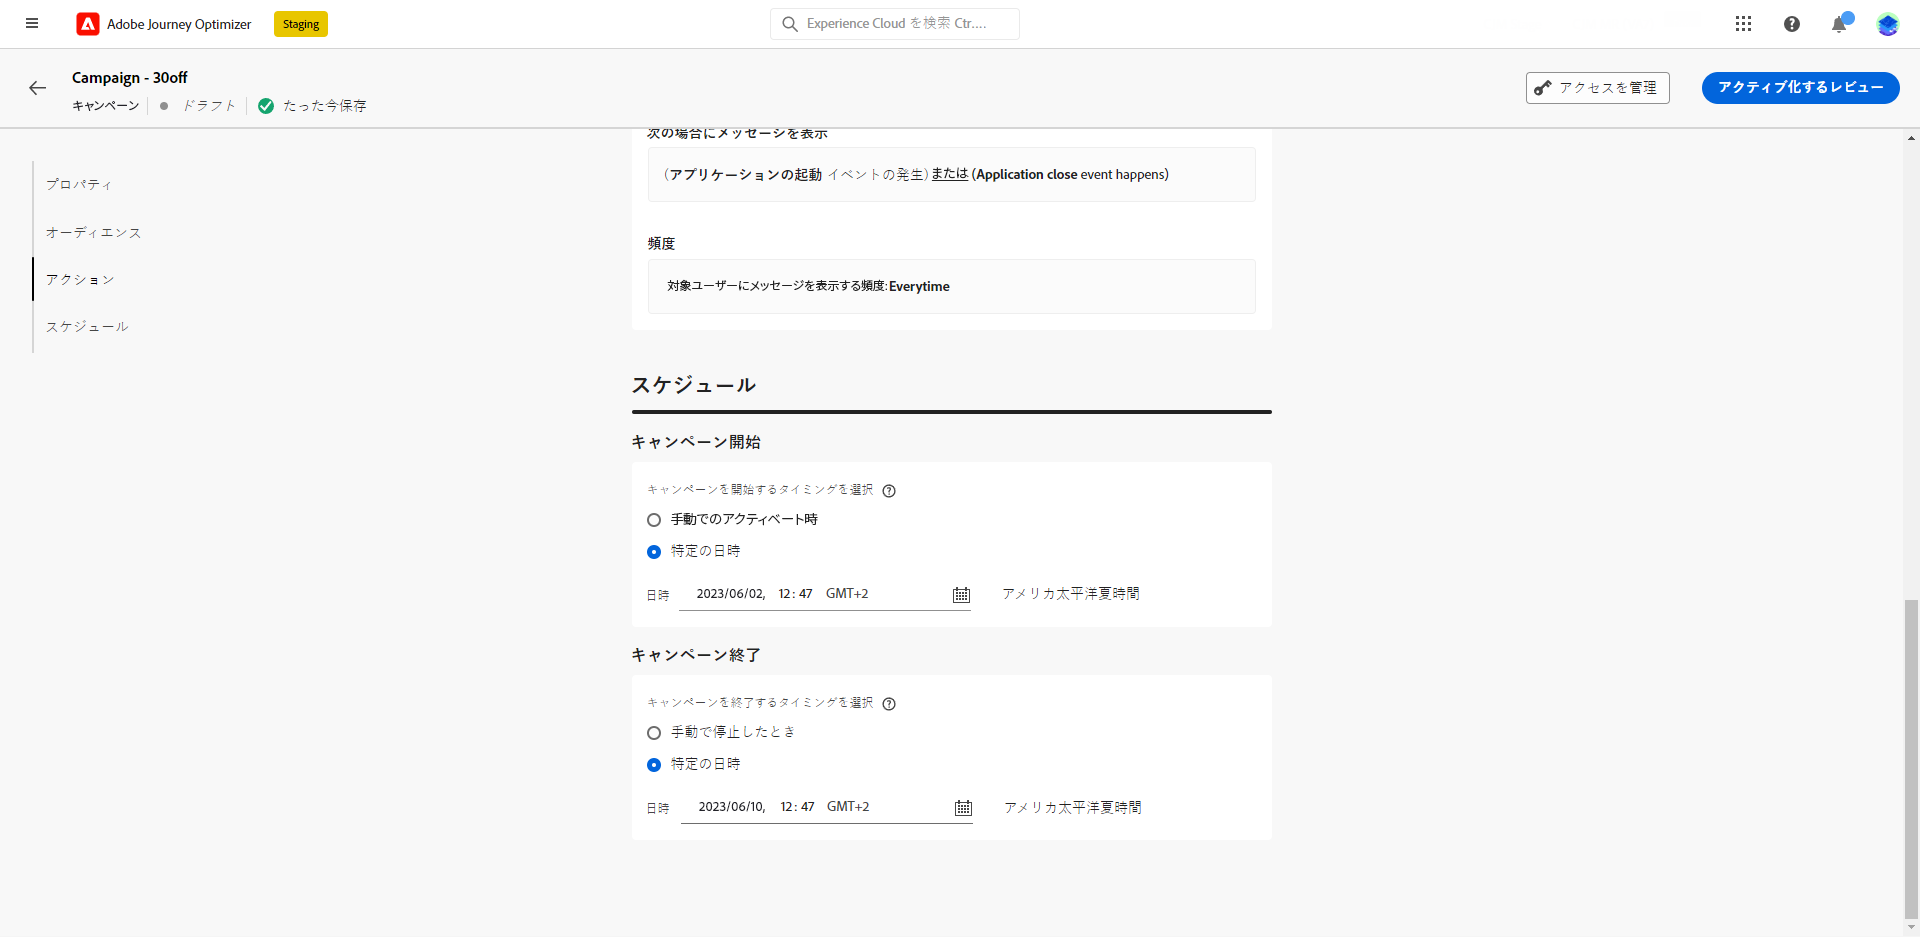 Adobe Journey Optimizer
Staging
Experience Cloud を検索 Ctr....
Campaign - 30off
キャンペーン
ドラフト
たった今保存
アクセスを管理
アクティブ化するレビュー
プロパティ
オーディエンス
アクション
スケジュール
次の場合にメッセージを表示
(アプリケーションの起動 イベントの発生) または (Application close event happens)
頻度
対象ユーザーにメッセージを表示する頻度: Everytime
スケジュール
キャンペーン開始
キャンペーンを開始するタイミングを選択
手動でのアクティベート時
特定の日時
日時 2023/06/02, 12 : 47 GMT+2 アメリカ太平洋夏時間
キャンペーン終了
キャンペーンを終了するタイミングを選択
手動で停止したとき
特定の日時
日時 2023/06/10, 12 : 47 GMT+2 アメリカ太平洋夏時間